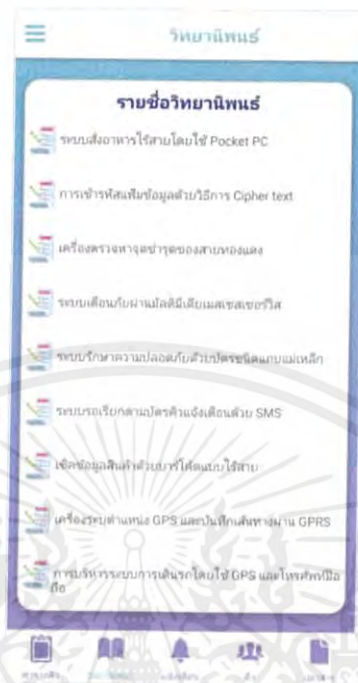 วิทยานิพนธ์
รายชื่อวิทยานิพนธ์
ระบบสั่งอาหารไร้สายโดยใช้ Pocket PC
การเข้ารหัสแฟ้มข้อมูลด้วยวิธีการ Cipher text
เครื่องตรวจหาจุดชำรุดของสายทองแดง
ระบบเตือนภัยผ่านมัลติมีเดียเมสเซสเซอร์วิส
ระบบรักษาความปลอดภัยด้วยบัตรชนิดแถบแม่เหล็ก
ระบบรอเรียกตามบัตรคิวแจ้งเตือนด้วย SMS
เช็คข้อมูลสินค้าด้วยบาร์โค้ดแบบไร้สาย
เครื่องระบุตำแหน่ง GPS และบันทึกเส้นทางผ่าน GPRS
การบริหารระบบการเดินรถโดยใช้ GPS และโทรศัพท์มือ
ถือ